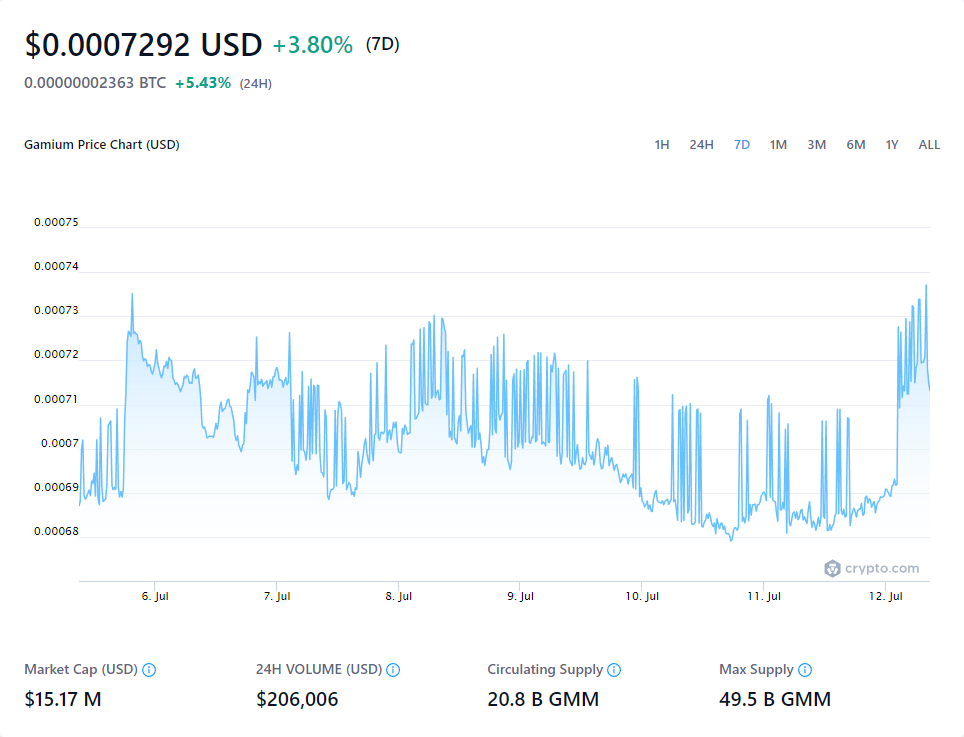 $0.0007292 USD +3.80% (7D)
0.00000002363 BTC +5.43% (24H)
Gamium Price Chart (USD) 1H 24H 7D 1M 3M 6M 1Y ALL
0.00075
0.00074
0.00073
0.00072
0.00071
0.0007
0.00069
0.00068
crypto.com
6. Jul 7. Jul 8. Jul 9. Jul 10. Jul 11. Jul 12. Jul
Market Cap (USD) 24H VOLUME (USD) Circulating Supply Max Supply
$15.17 M $206,006 20.8 B GMM 49.5 B GMM